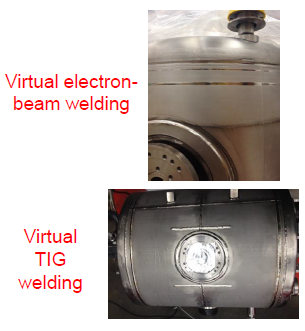 Virtual electron-
beam welding
Virtual
TIG
welding